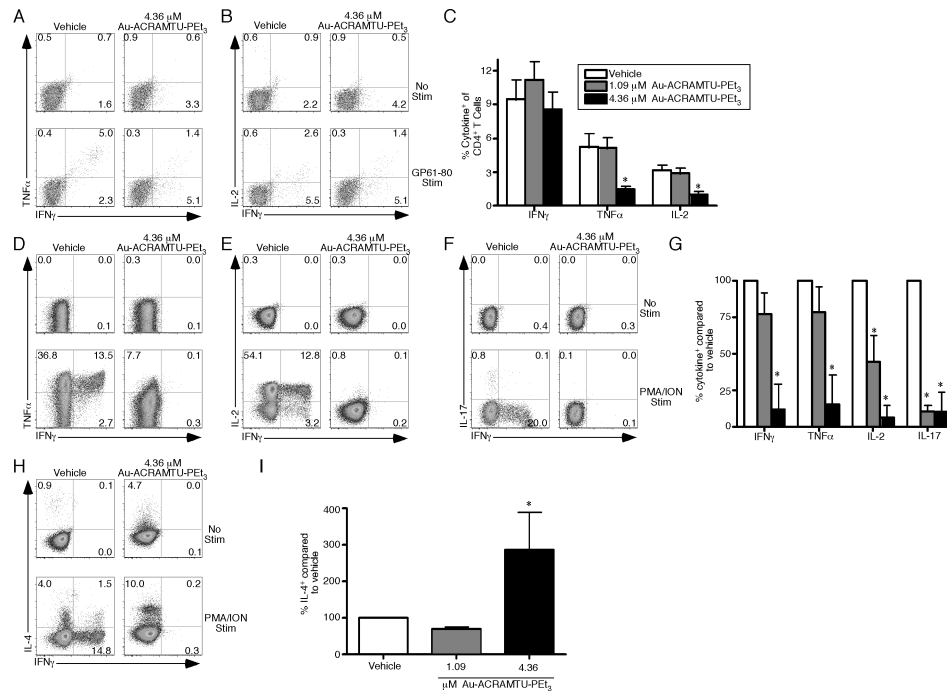 A
Vehicle
4.36 μM
Au-ACRAMTU-PEt3
0.5 0.7 0.9 0.6
1.6 3.3
0.4 5.0 0.3 1.4
2.3 5.1
TNFα
IFNγ
B
Vehicle
4.36 μM
Au-ACRAMTU-PEt3
0.6 0.9 0.9 0.5
2.2 4.2
No
Stim
0.6 2.6 0.3 1.4
5.5 5.1
GP61-80
Stim
IL-2
IFNγ
C
% Cytokine+ of
CD4+ T Cells
12
9
6
3
0
Vehicle
1.09 μM Au-ACRAMTU-PEt3
4.36 μM Au-ACRAMTU-PEt3
* *
IFNγ TNFα IL-2
D
Vehicle
4.36 μM
Au-ACRAMTU-PEt3
0.0 0.0 0.3 0.0
0.1 0.1
36.8 13.5 7.7 0.1
2.7 0.3
TNFα
IFNγ
E
Vehicle
4.36 μM
Au-ACRAMTU-PEt3
0.3 0.0 0.3 0.0
0.0 0.0
54.1 12.8 0.8 0.1
3.2 0.2
IL-2
IFNγ
F
Vehicle
4.36 μM
Au-ACRAMTU-PEt3
0.0 0.0 0.0 0.0
0.4 0.3
No
Stim
0.8 0.1 0.1 0.0
20.0 0.1
PMA/ION
Stim
IL-17
IFNγ
G
% cytokine+ compared
to vehicle
100
75
50
25
0
* * * * * *
IFNγ TNFα IL-2 IL-17
H
Vehicle
4.36 μM
Au-ACRAMTU-PEt3
0.9 0.1 4.7 0.0
0.0 0.1
No
Stim
4.0 1.5 10.0 0.2
14.8 0.3
PMA/ION
Stim
IL-4
IFNγ
I
% IL-4+ compared
to vehicle
400
300
200
100
0
*
Vehicle 1.09 4.36
μM Au-ACRAMTU-PEt3